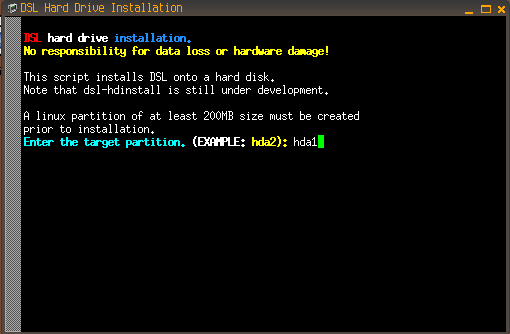 DSL Hard Drive Installation
DSL hard drive installation.
No responsibility for data loss or hardware damage!
This script installs DSL onto a hard disk.
Note that dsl-hdinstall is still under development.
A linux partition of at least 200MB size must be created
prior to installation.
Enter the target partition. (EXAMPLE: hda2): hda1